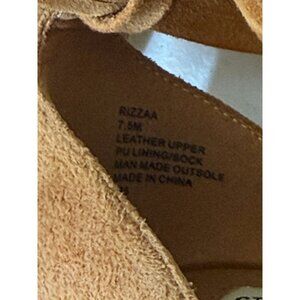 RIZZAA
7.5M
LEATHER UPPER
PU LINING/SOCK
MAN MADE OUTSOLE
MADE IN CHINA